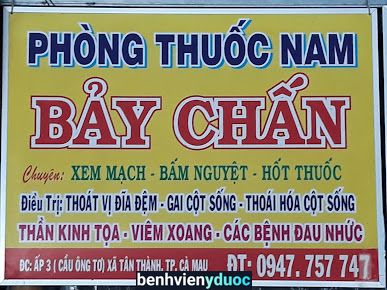 PHÒNG THUỐC NAM
BẢY CHẤN
Chuyên: XEM MẠCH - BẤM NGUYỆT - HỐT THUỐC
Điều Trị: THOÁT VỊ ĐĨA ĐỆM - GAI CỘT SỐNG - THOÁI HÓA CỘT SỐNG
THẦN KINH TỌA - VIÊM XOANG - CÁC BỆNH ĐAU NHỨC
ĐC: ẤP 3 ( CẦU ÔNG TƠ) XÃ TÂN THÀNH. TP. CÀ MAU ĐT: 0947. 757 747
benhvienyduoc